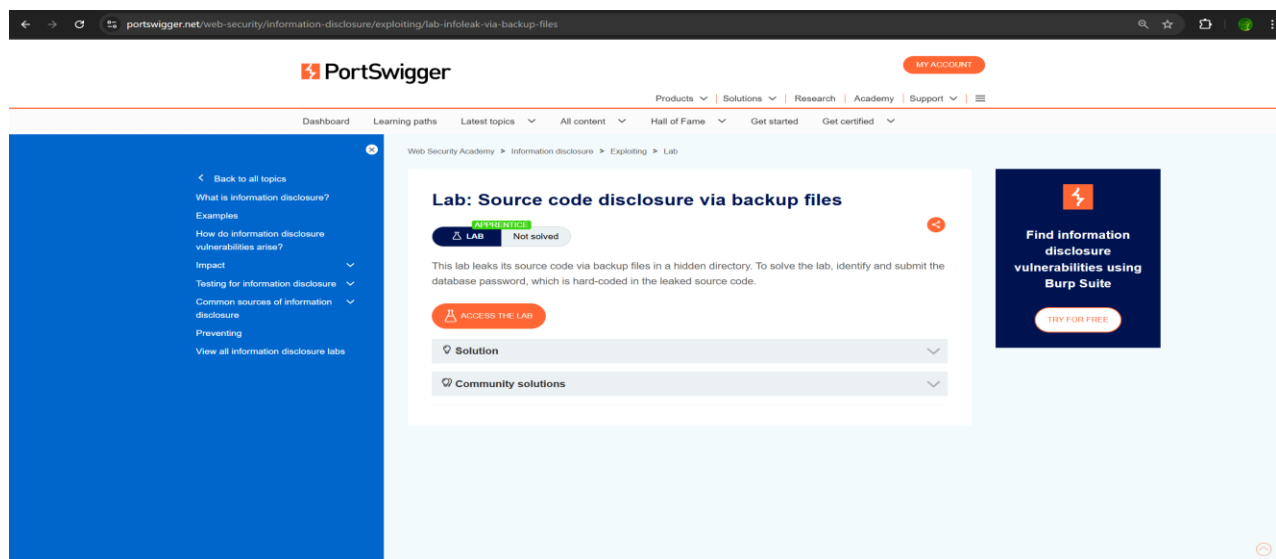 portswigger.net/web-security/information-disclosure/exploiting/lab-infoleak-via-backup-files
PortSwigger
MY ACCOUNT
Products | Solutions | Research | Academy | Support
Dashboard Learning paths Latest topics All content Hall of Fame Get started Get certified
Web Security Academy > Information disclosure > Exploiting > Lab
Back to all topics
What is information disclosure?
Examples
How do information disclosure
vulnerabilities arise?
Impact
Testing for information disclosure
Common sources of information
disclosure
Preventing
View all information disclosure labs
Lab: Source code disclosure via backup files
APPRENTICE
LAB Not solved
This lab leaks its source code via backup files in a hidden directory. To solve the lab, identify and submit the
database password, which is hard-coded in the leaked source code.
ACCESS THE LAB
Solution
Community solutions
Find information
disclosure
vulnerabilities using
Burp Suite
TRY FOR FREE